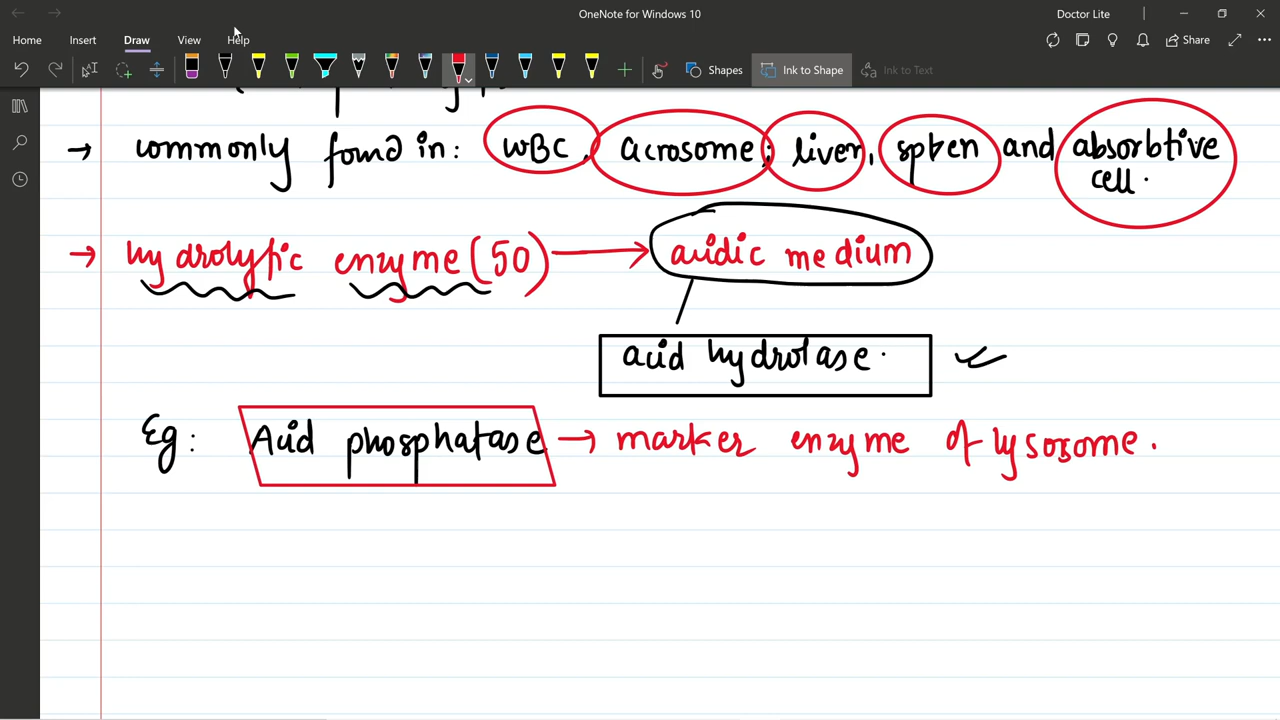 OneNote for Windows 10
Doctor Lite
Home Insert Draw View Help
Share
Shapes Ink to Shape Ink to Text
→ commonly found in: WBC, acrosome, liver, spleen and absorbtive
cell.
→ hydrolytic enzyme (50) → acidic medium
acid hydrolase.
Eg: Acid phosphatase → marker enzyme of lysosome.